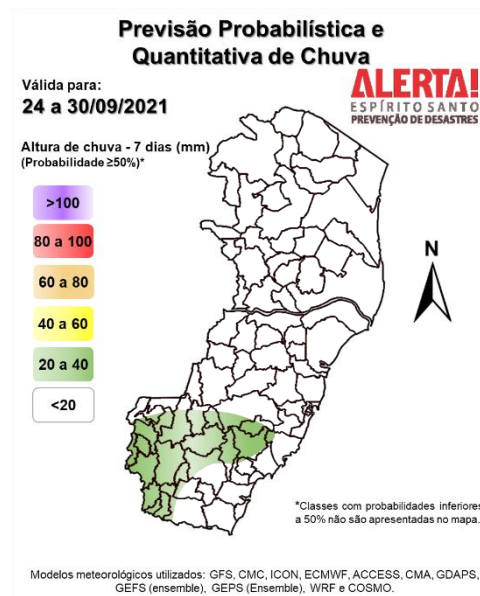 Previsão Probabilística e
Quantitativa de Chuva
Válida para:
24 a 30/09/2021
ALERTA!
ESPÍRITO SANTO
PREVENÇÃO DE DESASTRES
Altura de chuva - 7 dias (mm)
(Probabilidade ≥50%)*
>100
80 a 100
60 a 80
40 a 60
20 a 40
<20
N
*Classes com probabilidades inferiores
a 50% não são apresentadas no mapa.
Modelos meteorológicos utilizados: GFS, CMC, ICON, ECMWF, ACCESS, CMA, GDAPS,
GEFS (ensemble), GEPS (Ensemble), WRF e COSMO.